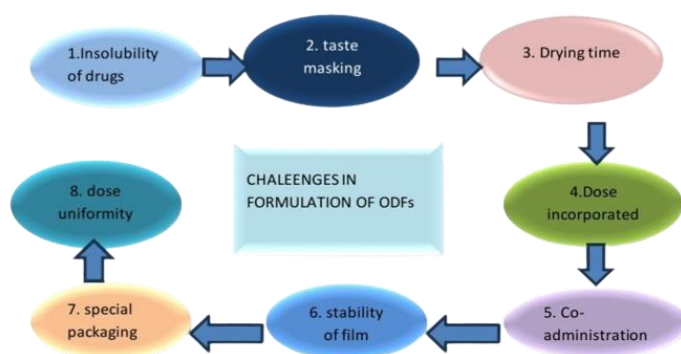 1.Insolubility
of drugs
2. taste
masking
3. Drying time
4.Dose
incorporated
5. Co-
administration
6. stability
of film
7. special
packaging
8. dose
uniformity
CHALEENGES IN
FORMULATION OF ODFs